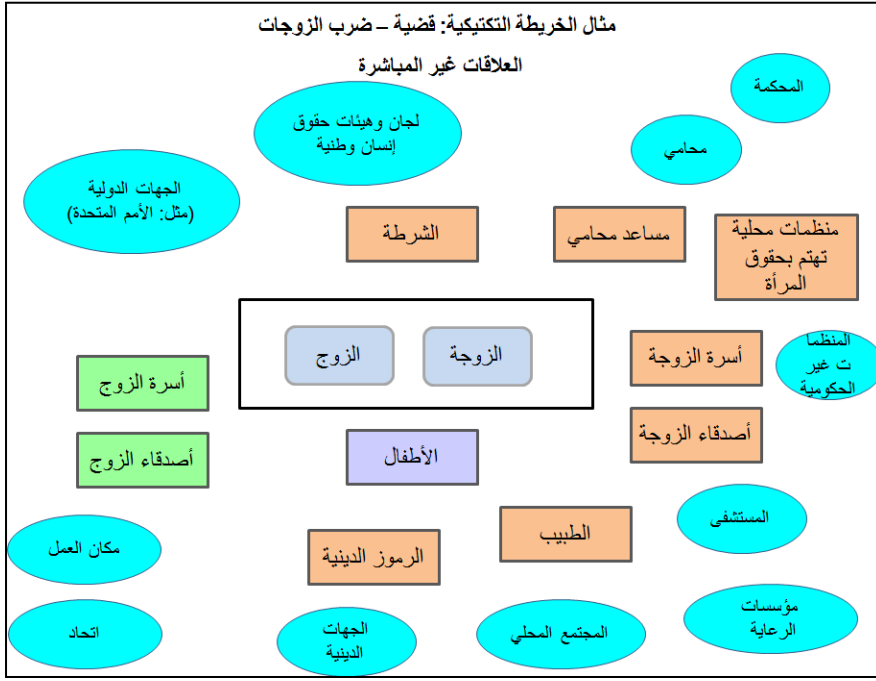 مثال الخريطة التكتيكية: قضية – ضرب الزوجات
العلاقات غير المباشرة
المحكمة
لجان وهيئات حقوق
إنسان وطنية
محامي
الجهات الدولية
(مثل: الأمم المتحدة)
منظمات محلية
تهتم بحقوق
المرأة
مساعد محامي
الشرطة
المنظما
ت غير
الحكومية
أسرة الزوجة
الزوجة
الزوج
أسرة الزوج
أصدقاء الزوجة
الأطفال
أصدقاء الزوج
المستشفى
الطبيب
الرموز الدينية
مكان العمل
مؤسسات
الرعاية
المجتمع المحلي
الجهات
الدينية
اتحاد